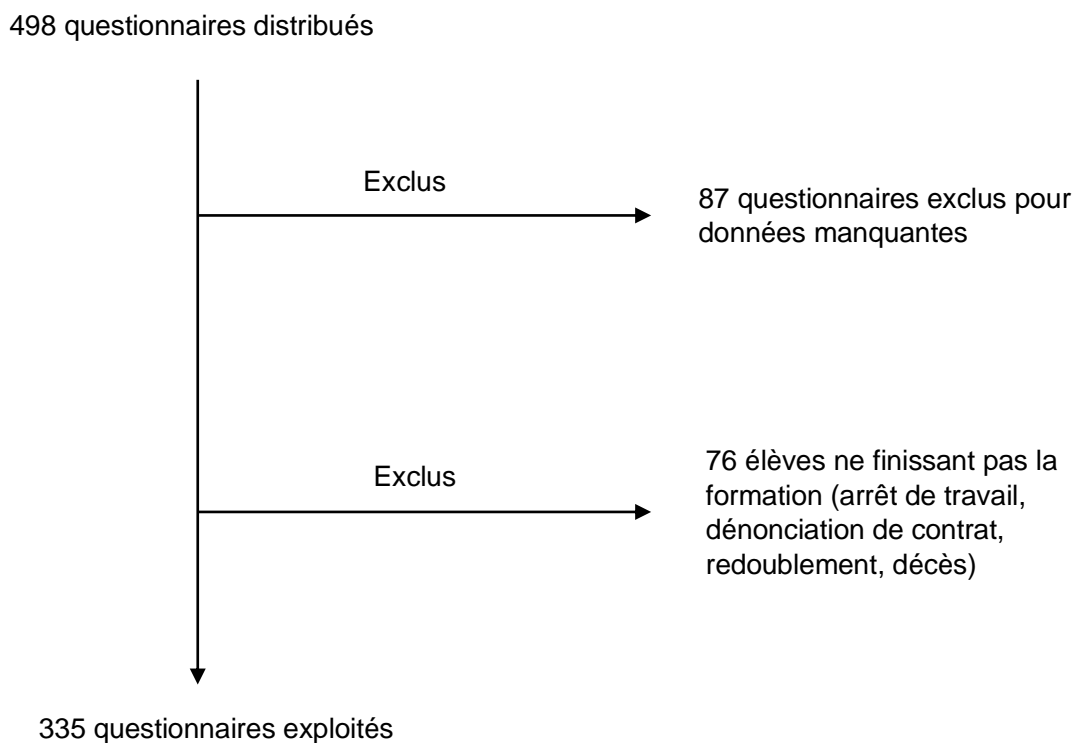 498 questionnaires distribués
Exclus
87 questionnaires exclus pour
données manquantes
Exclus
76 élèves ne finissant pas la
formation (arrêt de travail,
dénonciation de contrat,
redoublement, décès)
335 questionnaires exploités